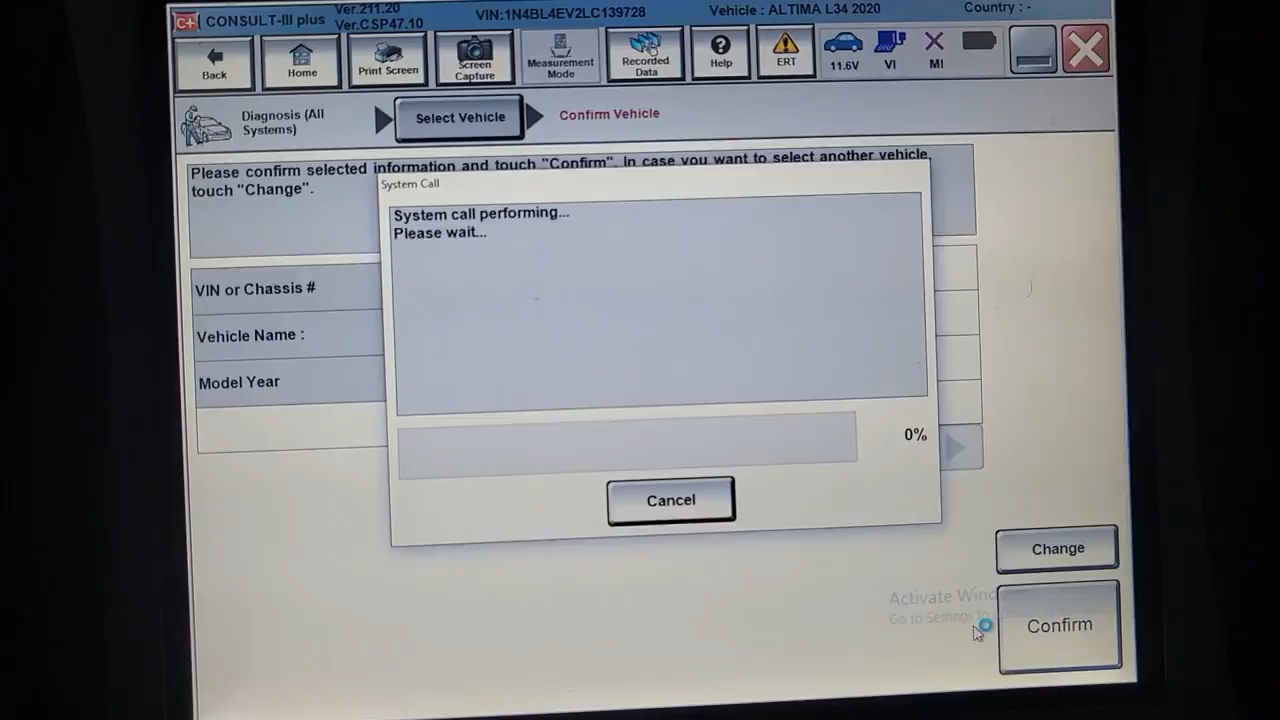 C+ CONSULT-III plus Ver.211.20 VIN:1N4BL4EV2LC139728 Vehicle : ALTIMA L34 2020 Country : -
Ver.CSP47.10
Back
Home
Print Screen
Screen
Capture
Measurement
Mode
Recorded
Data
Help
ERT
11.6V
VI
MI
Diagnosis (All
Systems)
Select Vehicle
Confirm Vehicle
Please confirm selected information and touch "Confirm". In case you want to select another vehicle,
touch "Change".
System Call
System call performing...
Please wait...
VIN or Chassis #
Vehicle Name :
Model Year
0%
Cancel
Change
Activate Wind
Go to Settings to
Confirm